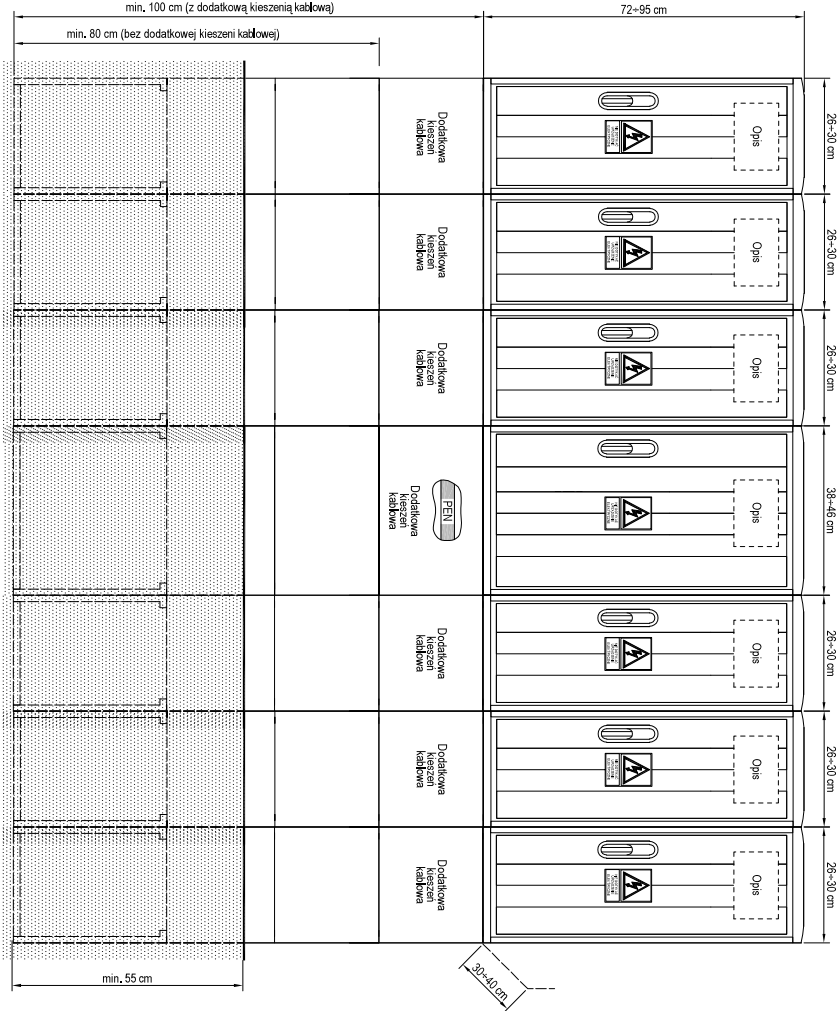 min. 100 cm (z dodatkową kieszenią kablową)
72÷95 cm
min. 80 cm (bez dodatkowej kieszeni kablowej)
Dodatkowa
kieszeń
kablowa
Opis
26÷30 cm
Dodatkowa
kieszeń
kablowa
Opis
26÷30 cm
Dodatkowa
kieszeń
kablowa
Opis
26÷30 cm
PEN
Dodatkowa
kieszeń
kablowa
Opis
38÷46 cm
Dodatkowa
kieszeń
kablowa
Opis
26÷30 cm
Dodatkowa
kieszeń
kablowa
Opis
26÷30 cm
Dodatkowa
kieszeń
kablowa
Opis
26÷30 cm
min. 55 cm
30÷40 cm